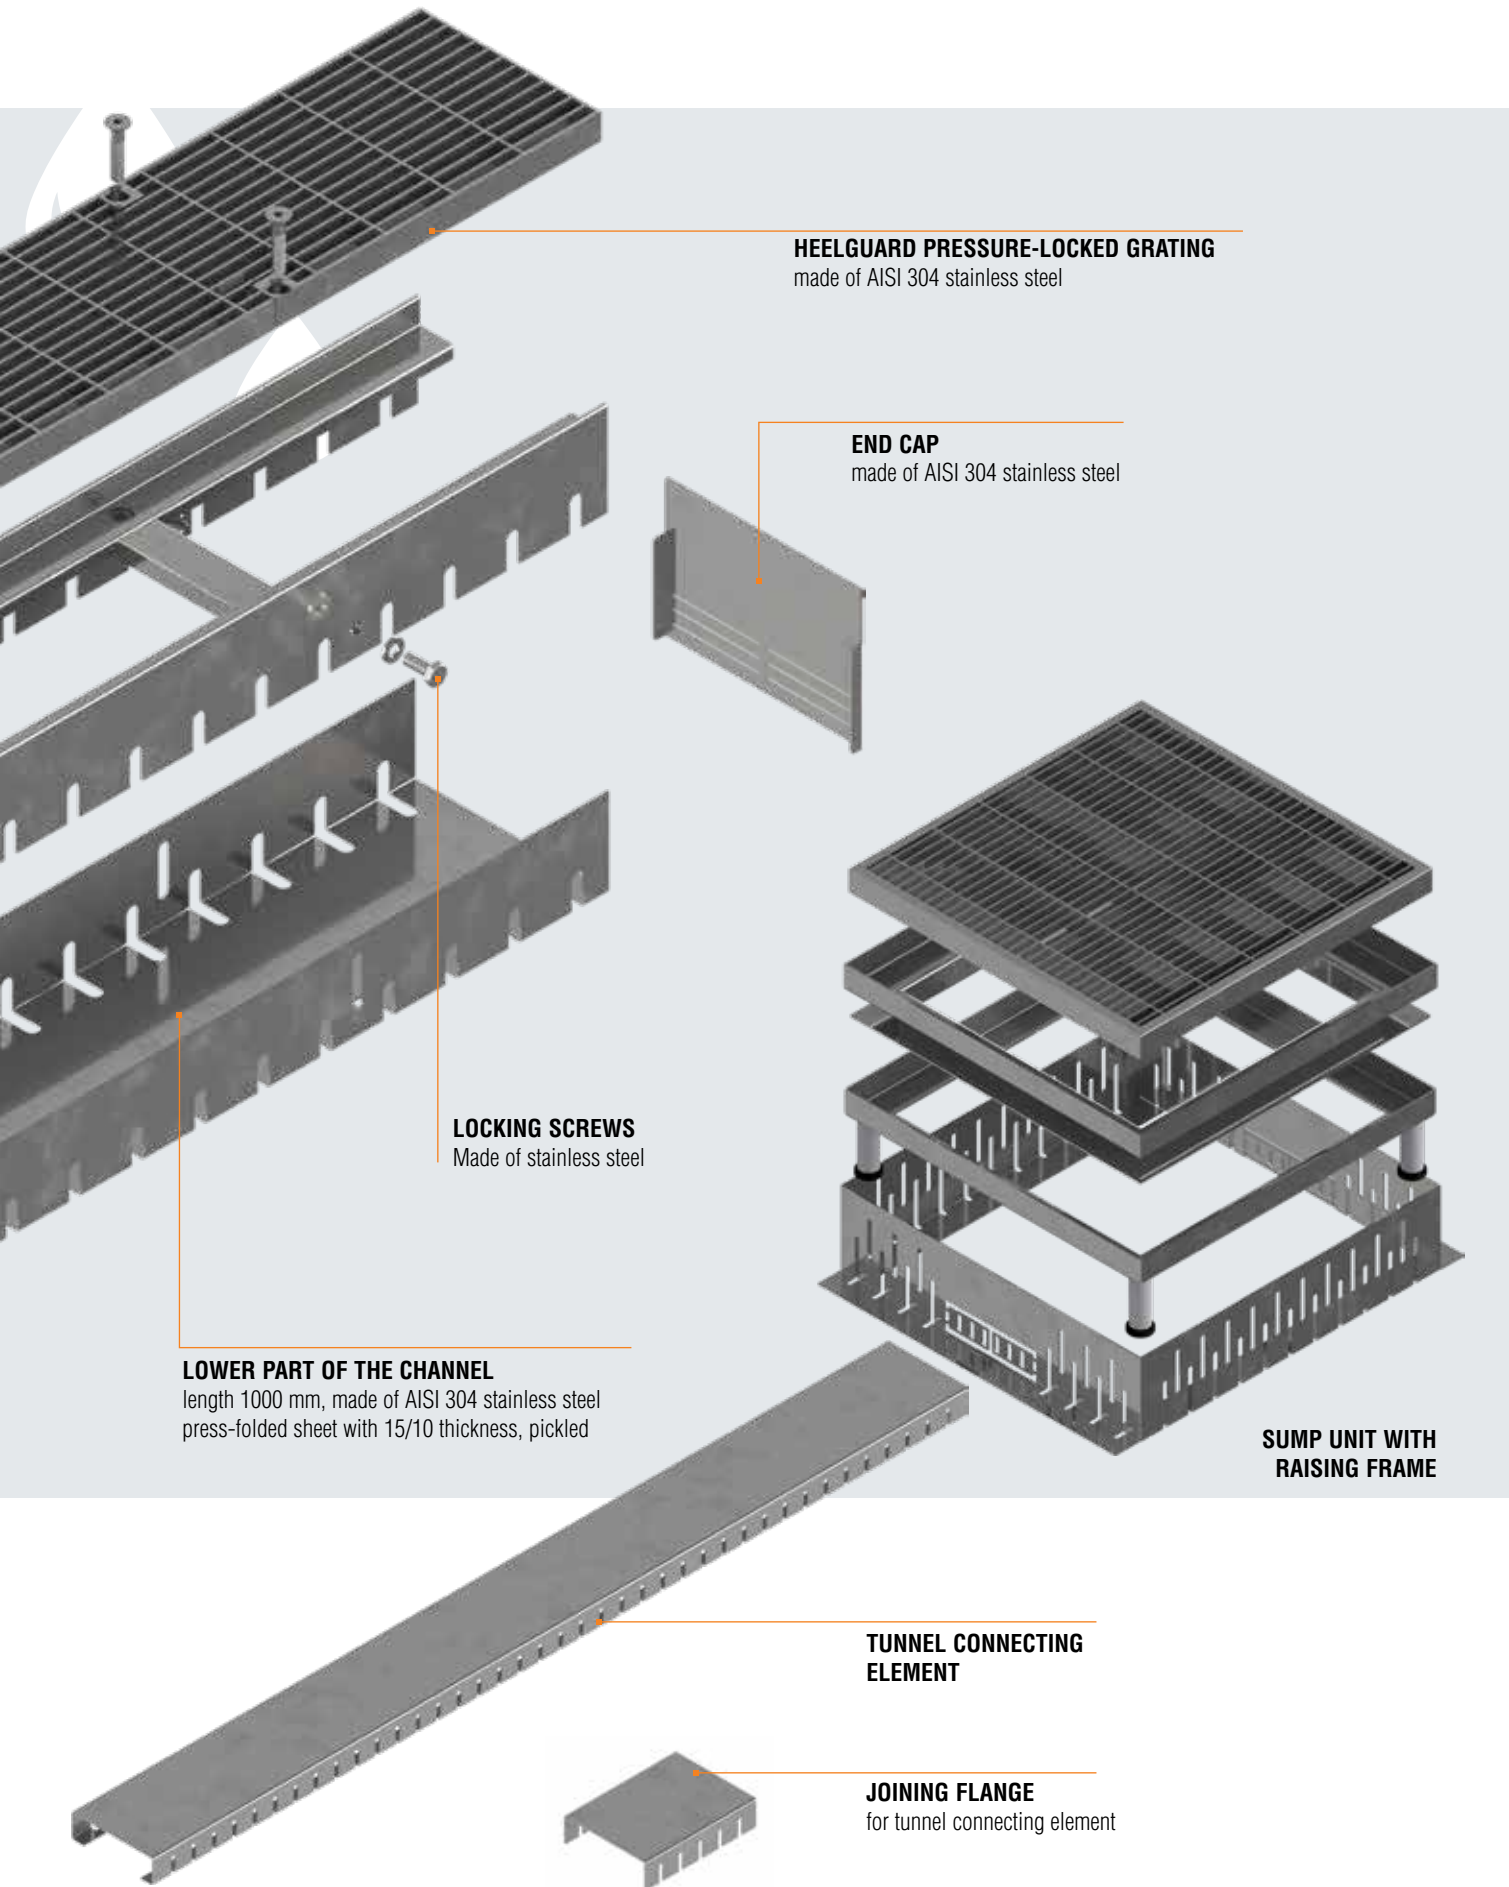 HEELGUARD PRESSURE-LOCKED GRATING
made of AISI 304 stainless steel
END CAP
made of AISI 304 stainless steel
LOCKING SCREWS
Made of stainless steel
LOWER PART OF THE CHANNEL
length 1000 mm, made of AISI 304 stainless steel
press-folded sheet with 15/10 thickness, pickled
SUMP UNIT WITH
RAISING FRAME
TUNNEL CONNECTING
ELEMENT
JOINING FLANGE
for tunnel connecting element